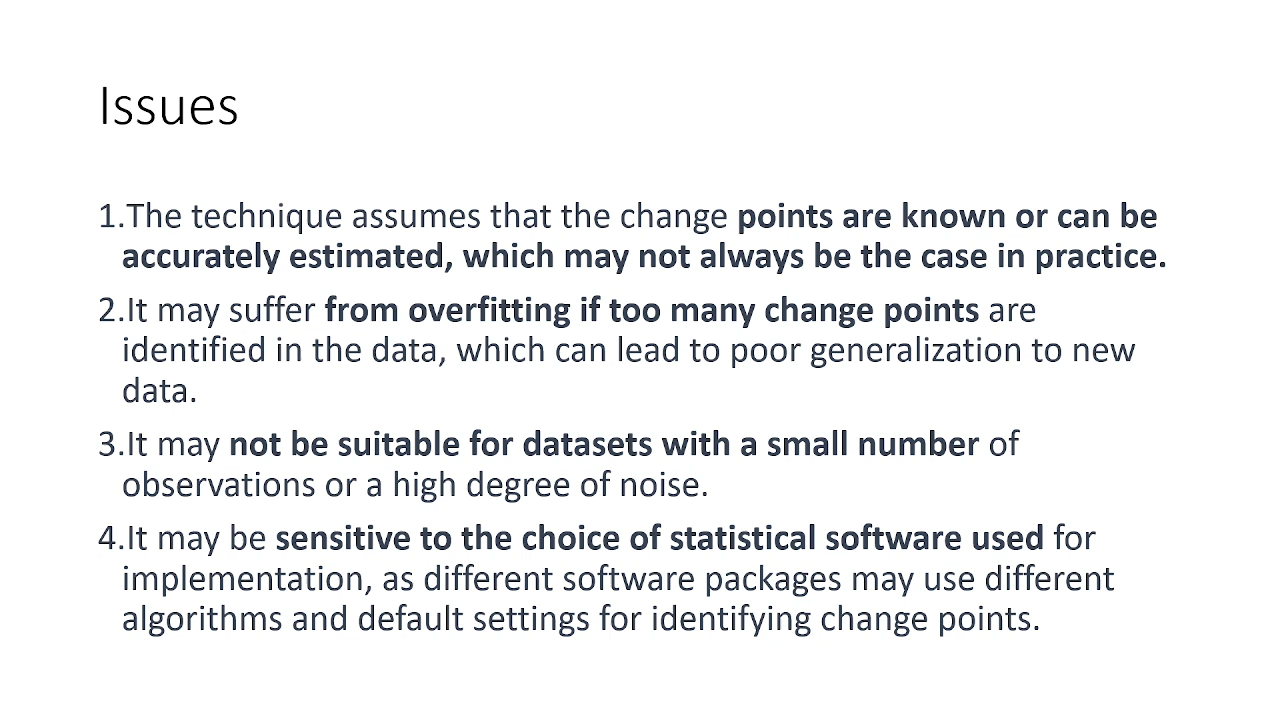 Issues
1.The technique assumes that the change points are known or can be
accurately estimated, which may not always be the case in practice.
2.It may suffer from overfitting if too many change points are
identified in the data, which can lead to poor generalization to new
data.
3.It may not be suitable for datasets with a small number of
observations or a high degree of noise.
4.It may be sensitive to the choice of statistical software used for
implementation, as different software packages may use different
algorithms and default settings for identifying change points.